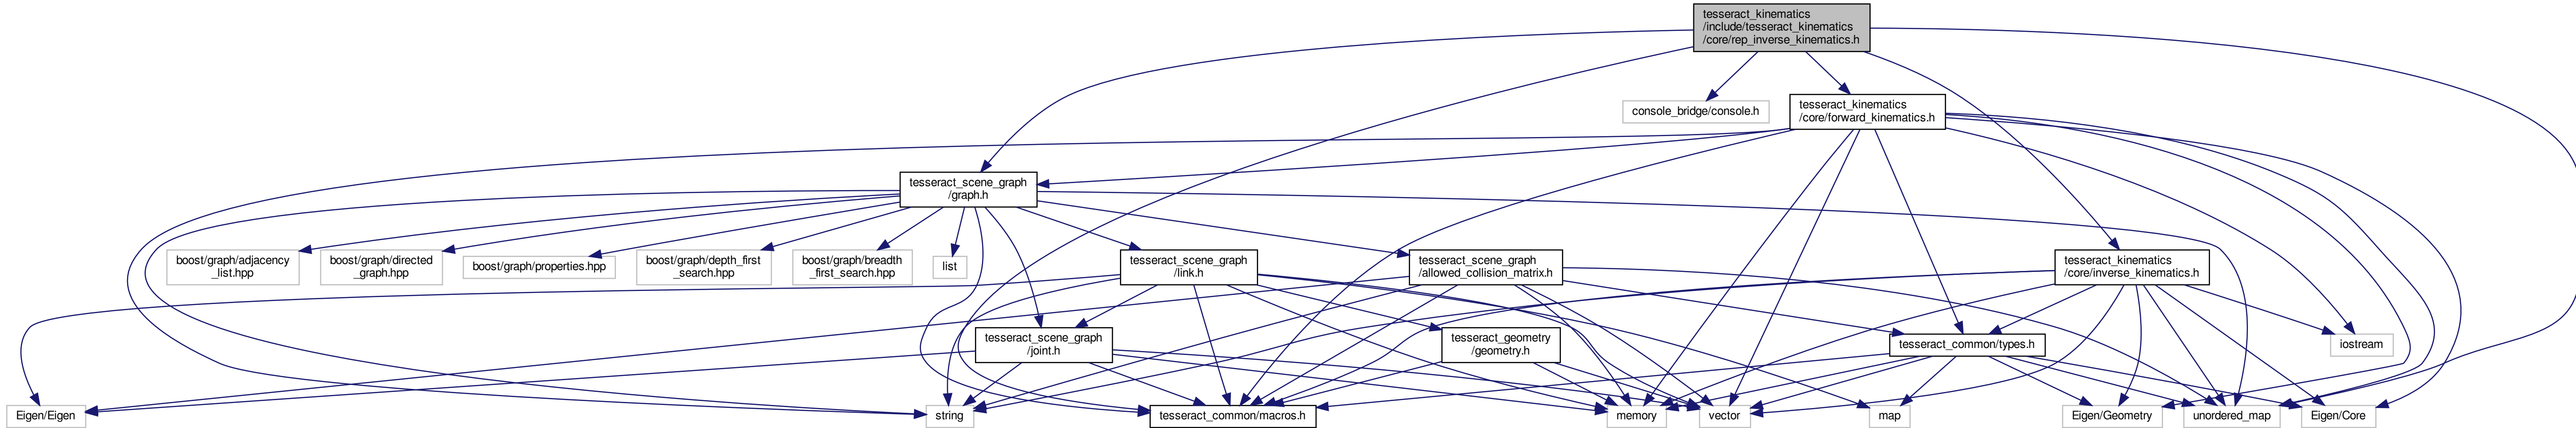 tesseract_kinematics
/include/tesseract_kinematics
/core/rep_inverse_kinematics.h
console_bridge/console.h
tesseract_kinematics
/core/forward_kinematics.h
tesseract_scene_graph
/graph.h
boost/graph/adjacency
_list.hpp
boost/graph/directed
_graph.hpp
boost/graph/properties.hpp
boost/graph/depth_first
_search.hpp
boost/graph/breadth
_first_search.hpp
list
tesseract_scene_graph
/link.h
tesseract_scene_graph
/allowed_collision_matrix.h
tesseract_kinematics
/core/inverse_kinematics.h
tesseract_scene_graph
/joint.h
tesseract_geometry
/geometry.h
tesseract_common/types.h
iostream
Eigen/Eigen
string
tesseract_common/macros.h
memory
vector
map
Eigen/Geometry
unordered_map
Eigen/Core